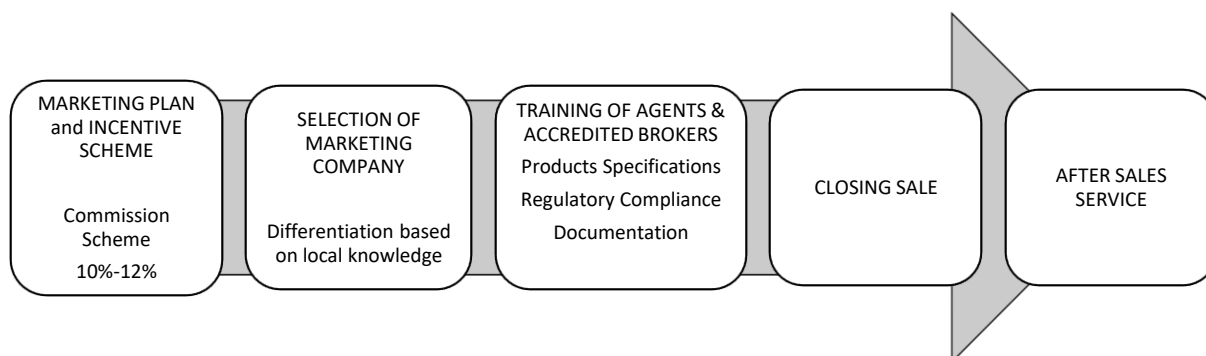 MARKETING PLAN
and INCENTIVE
SCHEME
Commission
Scheme
10%-12%
SELECTION OF
MARKETING
COMPANY
Differentiation based
on local knowledge
TRAINING OF AGENTS &
ACCREDITED BROKERS
Products Specifications
Regulatory Compliance
Documentation
CLOSING SALE
AFTER SALES
SERVICE